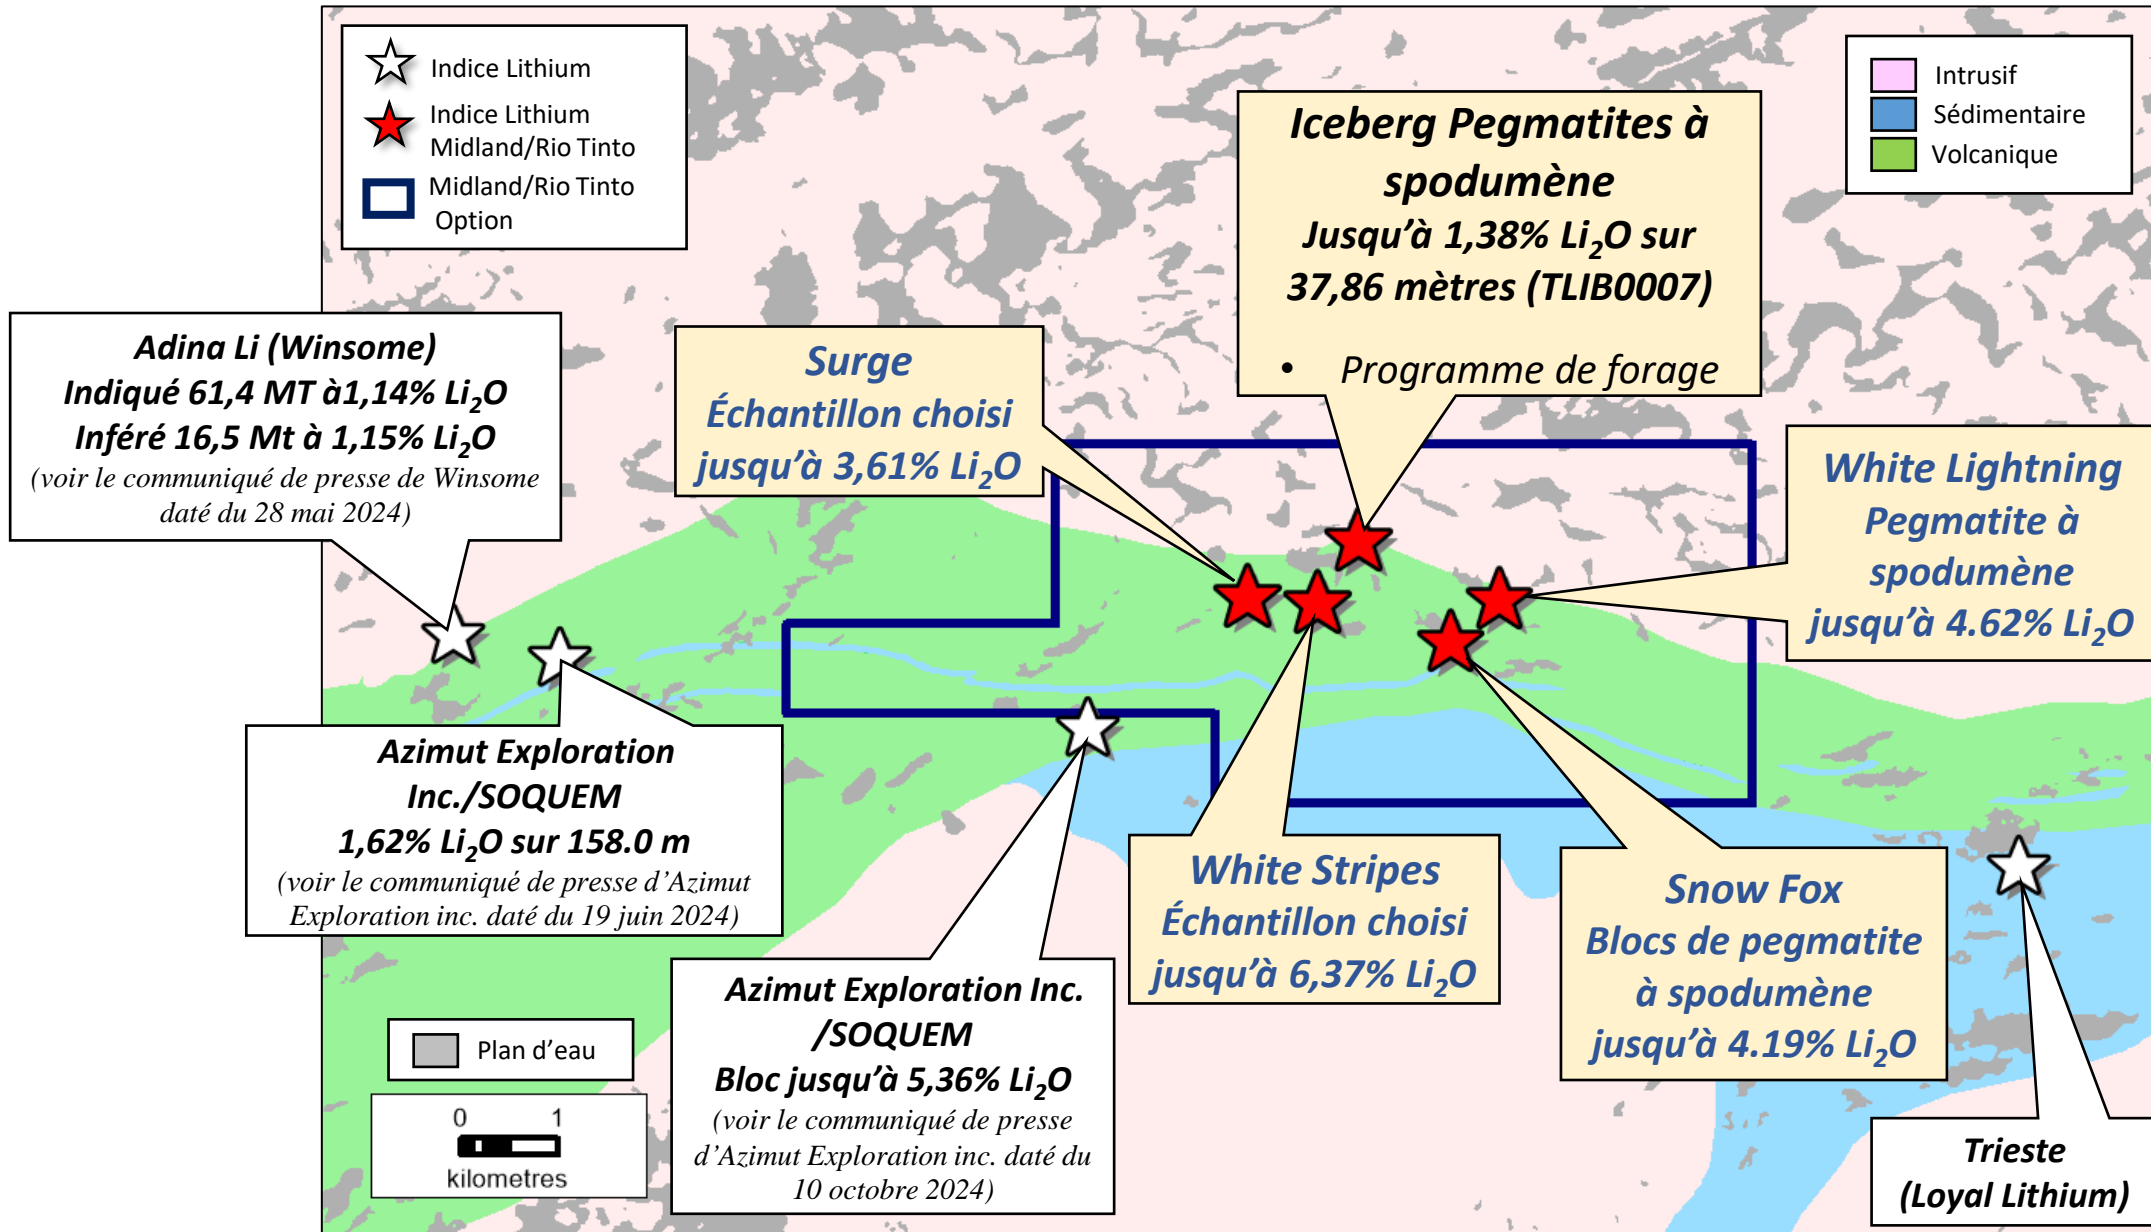 Indice Lithium
Indice Lithium
Midland/Rio Tinto
Midland/Rio Tinto
Option
Intrusif
Sédimentaire
Volcanique
Iceberg Pegmatites à
spodumène
Jusqu’à 1,38% Li₂O sur
37,86 mètres (TLIB0007)
• Programme de forage
Adina Li (Winsome)
Indiqué 61,4 MT à1,14% Li₂O
Inféré 16,5 Mt à 1,15% Li₂O
(voir le communiqué de presse de Winsome
daté du 28 mai 2024)
Surge
Échantillon choisi
jusqu’à 3,61% Li₂O
White Lightning
Pegmatite à
spodumène
jusqu’à 4.62% Li₂O
Azimut Exploration
Inc./SOQUEM
1,62% Li₂O sur 158.0 m
(voir le communiqué de presse d’Azimut
Exploration inc. daté du 19 juin 2024)
White Stripes
Échantillon choisi
jusqu’à 6,37% Li₂O
Snow Fox
Blocs de pegmatite
à spodumène
jusqu’à 4.19% Li₂O
Azimut Exploration Inc.
/SOQUEM
Bloc jusqu’à 5,36% Li₂O
(voir le communiqué de presse
d’Azimut Exploration inc. daté du
10 octobre 2024)
Plan d’eau
0 1
kilometres
Trieste
(Loyal Lithium)